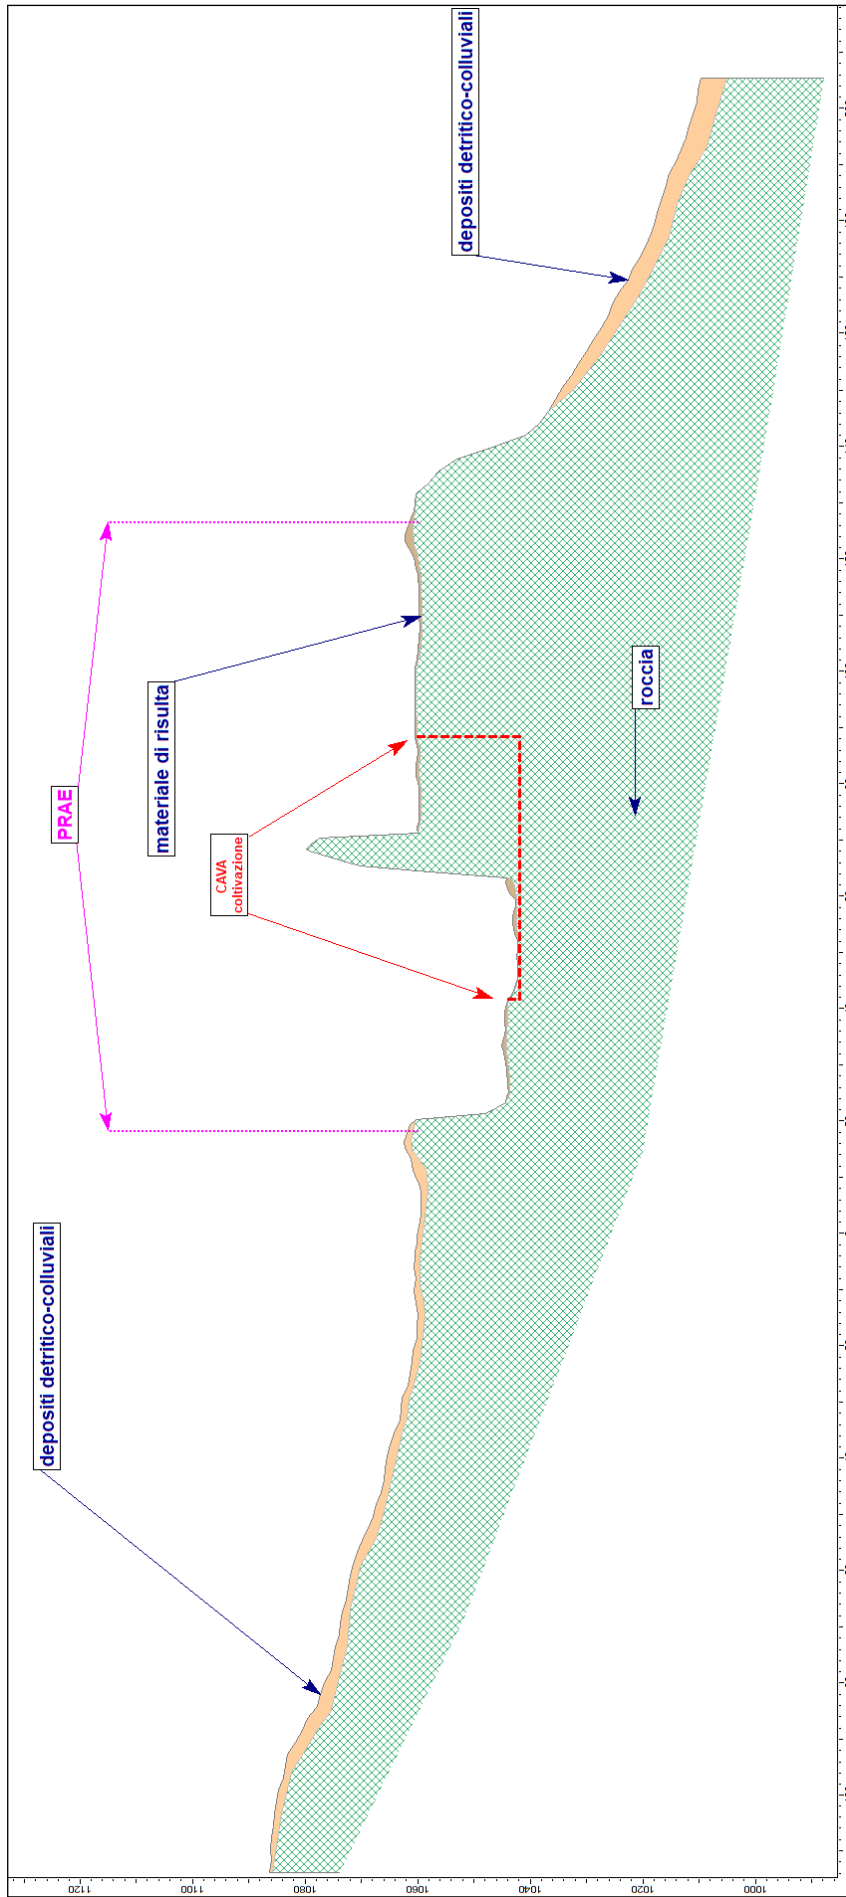 depositi detritico-colluviali
PRAE
materiale di risulta
CAVA
coltivazione
depositi detritico-colluviali
roccia
1120
1100
1080
1060
1040
1020
1000